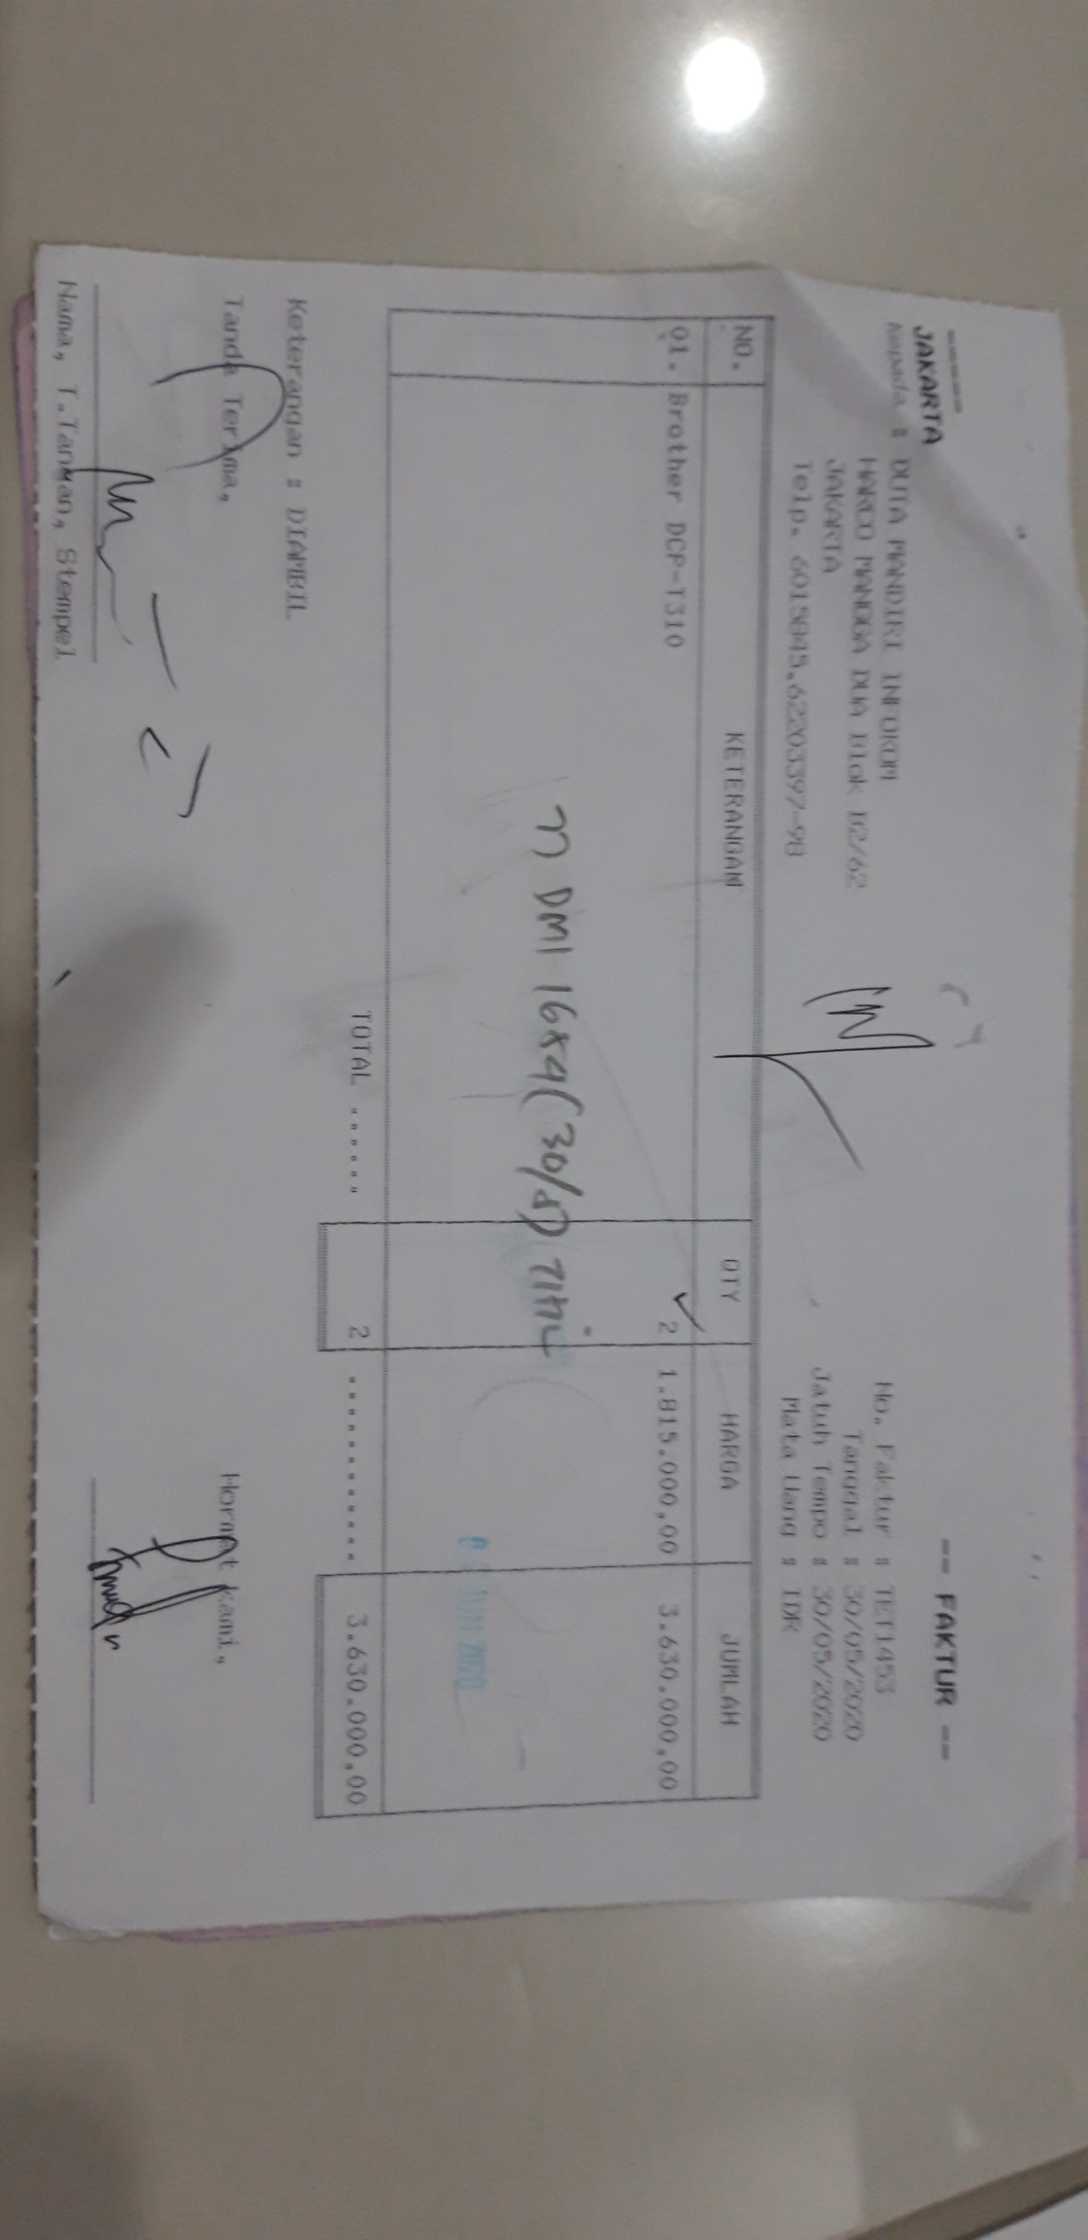 JAKARTA
-- FAKTUR --
Kepada : DUTA MANDIRI INFOKOM
No. Faktur : TET1453
HARCO MANGGA DUA Blok B2/62
Tanggal : 30/05/2020
JAKARTA
Jatuh Tempo : 30/05/2020
Telp. 6015845.62203397-98
Mata Uang : IDR
NO. KETERANGAN QTY HARGA JUMLAH
01. Brother DCP-T310 2 1.815.000,00 3.630.000,00
DMI 1684 (30/5)
JUN 2020
TOTAL ...... 2 .......... 3.630.000,00
Keterangan : DIAMBIL
Tanda Terima,
Hormat kami,
Nama, T.Tangan, Stempel